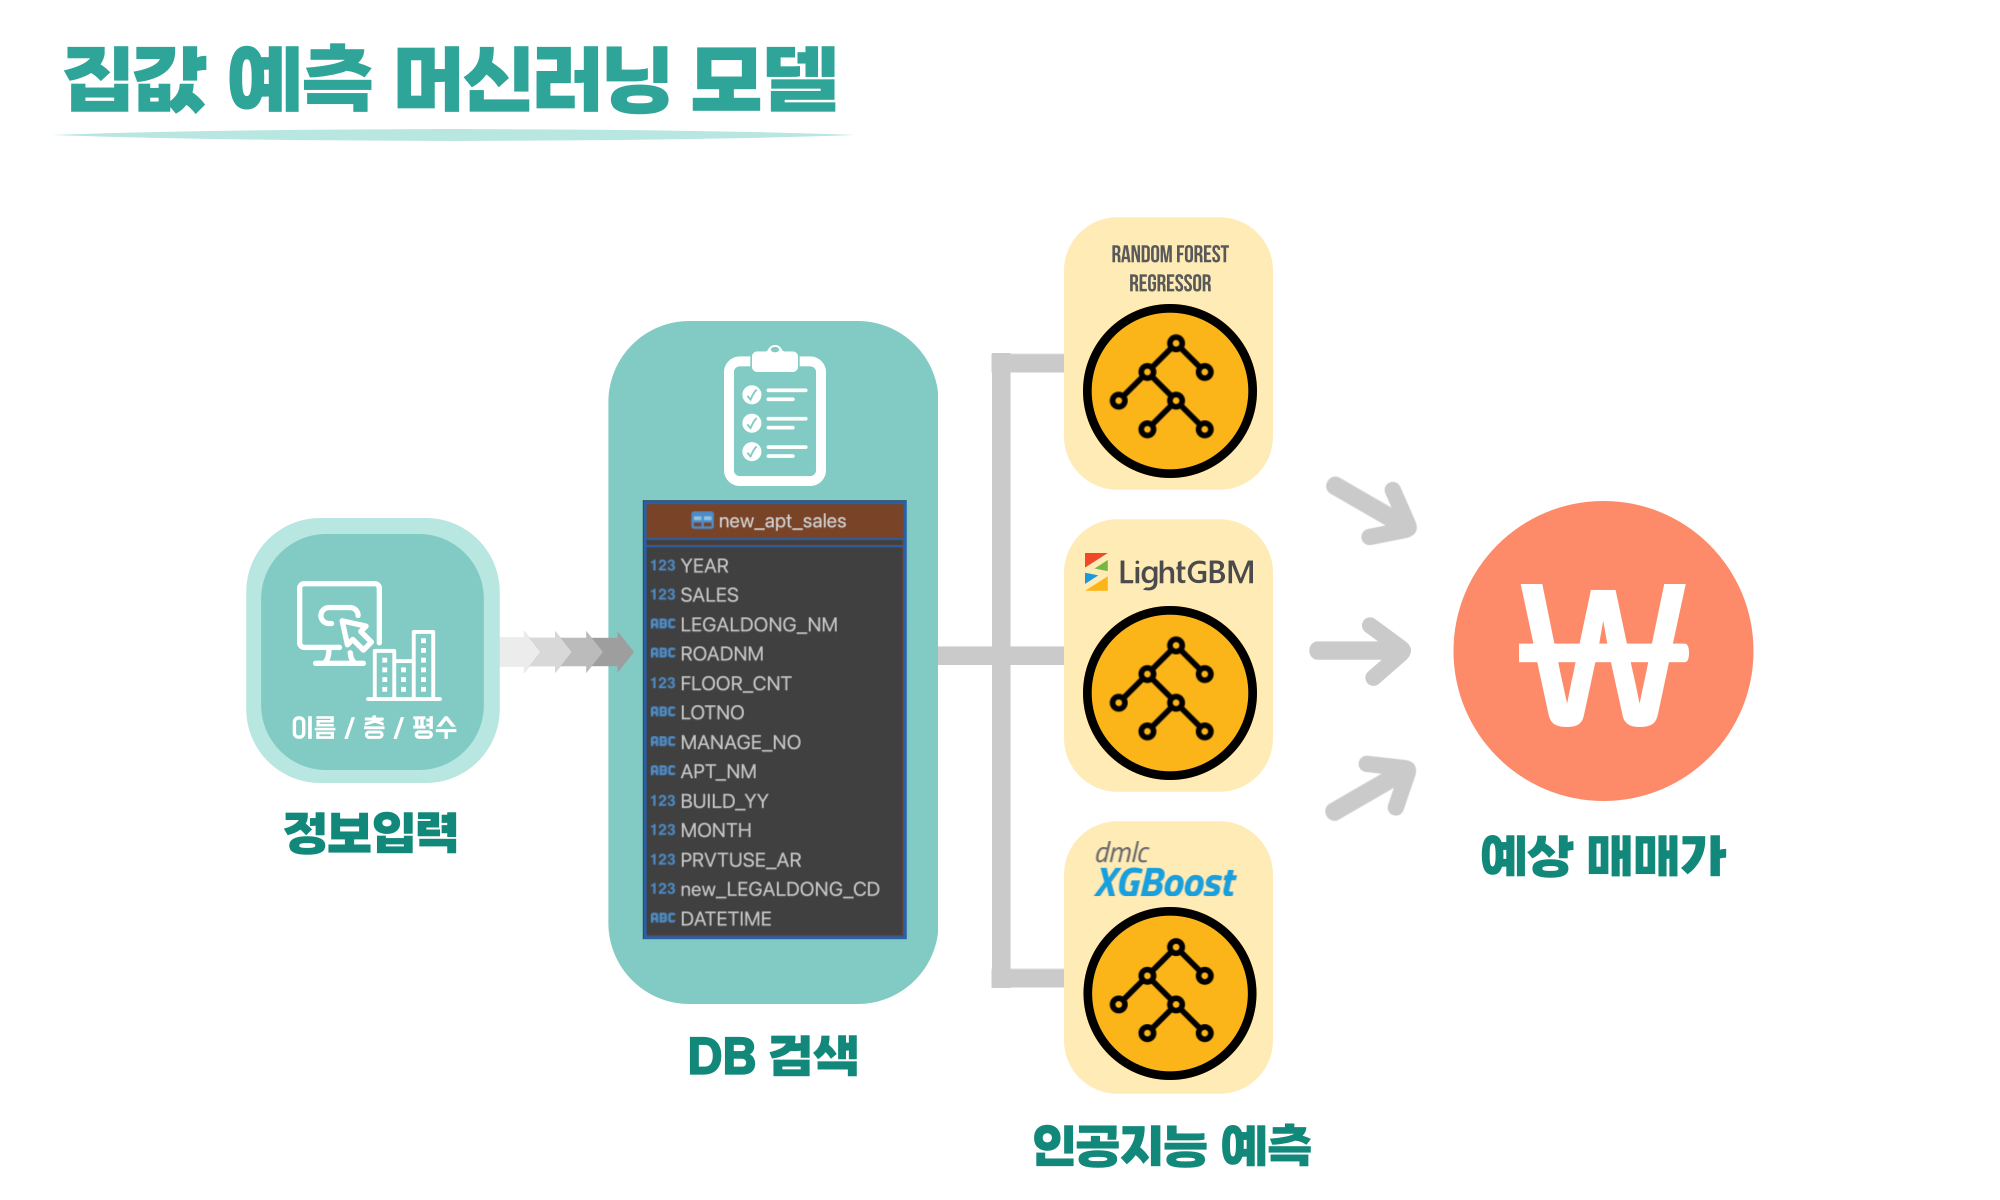 집값 예측 머신러닝 모델
이름 / 층 / 평수
정보입력
new_apt_sales
123 YEAR
123 SALES
ABC LEGALDONG_NM
ABC ROADNM
123 FLOOR_CNT
ABC LOTNO
ABC MANAGE_NO
ABC APT_NM
123 BUILD_YY
123 MONTH
123 PRVTUSE_AR
123 new_LEGALDONG_CD
ABC DATETIME
DB 검색
RANDOM FOREST
REGRESSOR
LightGBM
dmlc
XGBoost
인공지능 예측
₩
예상 매매가